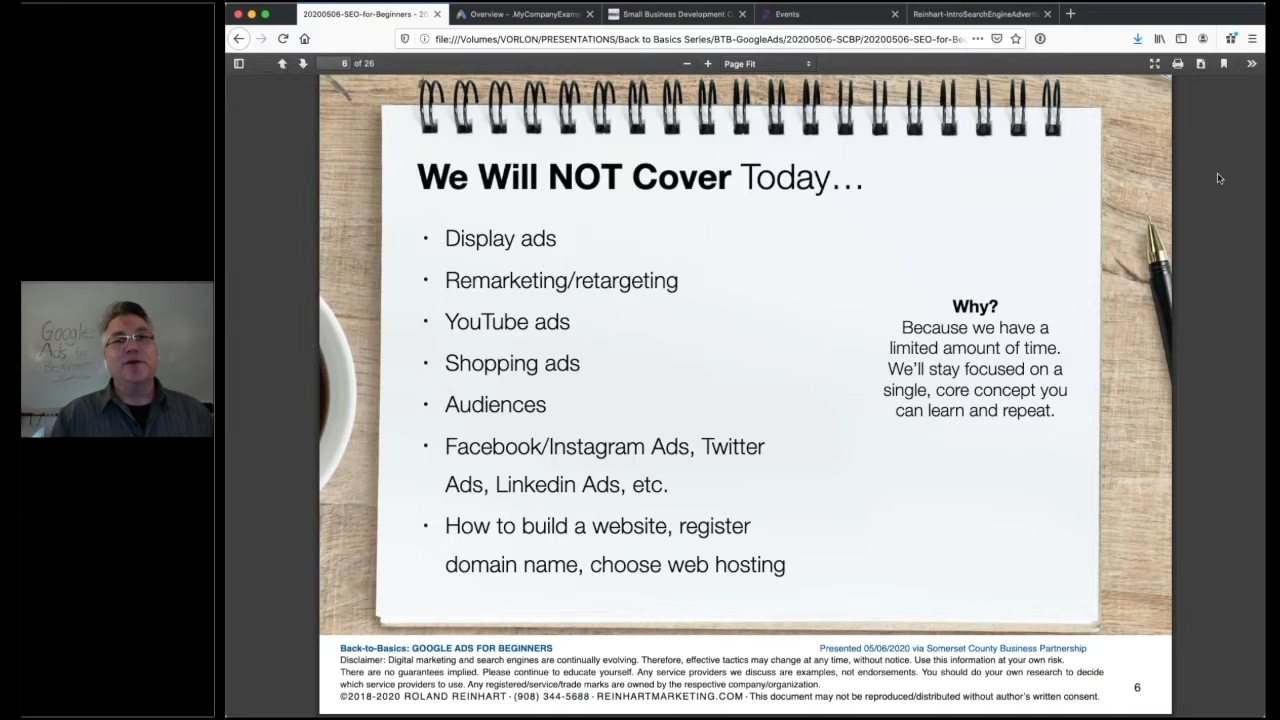 20200506-SEO-for-Beginners - 20
Overview - .MyCompanyExamp
Small Business Development C
Events
Reinhart-IntroSearchEngineAdverti
file:///Volumes/VORLON/PRESENTATIONS/Back to Basics Series/BTB-GoogleAds/20200506-SCBP/20200506-SEO-for-Be
6 of 26
Page Fit
We Will NOT Cover Today…
• Display ads
• Remarketing/retargeting
• YouTube ads
• Shopping ads
• Audiences
• Facebook/Instagram Ads, Twitter
Ads, Linkedin Ads, etc.
• How to build a website, register
domain name, choose web hosting
Why?
Because we have a
limited amount of time.
We'll stay focused on a
single, core concept you
can learn and repeat.
Google
Ads for
Beginners
Back-to-Basics: GOOGLE ADS FOR BEGINNERS
Presented 05/06/2020 via Somerset County Business Partnership
Disclaimer: Digital marketing and search engines are continually evolving. Therefore, effective tactics may change at any time, without notice. Use this information at your own risk.
There are no guarantees implied. Please continue to educate yourself. Any service providers we discuss are examples, not endorsements. You should do your own research to decide
which service providers to use. Any registered/service/trade marks are owned by the respective company/organization.
©2018-2020 ROLAND REINHART · (908) 344-5688 · REINHARTMARKETING.COM · This document may not be reproduced/distributed without author's written consent.
6